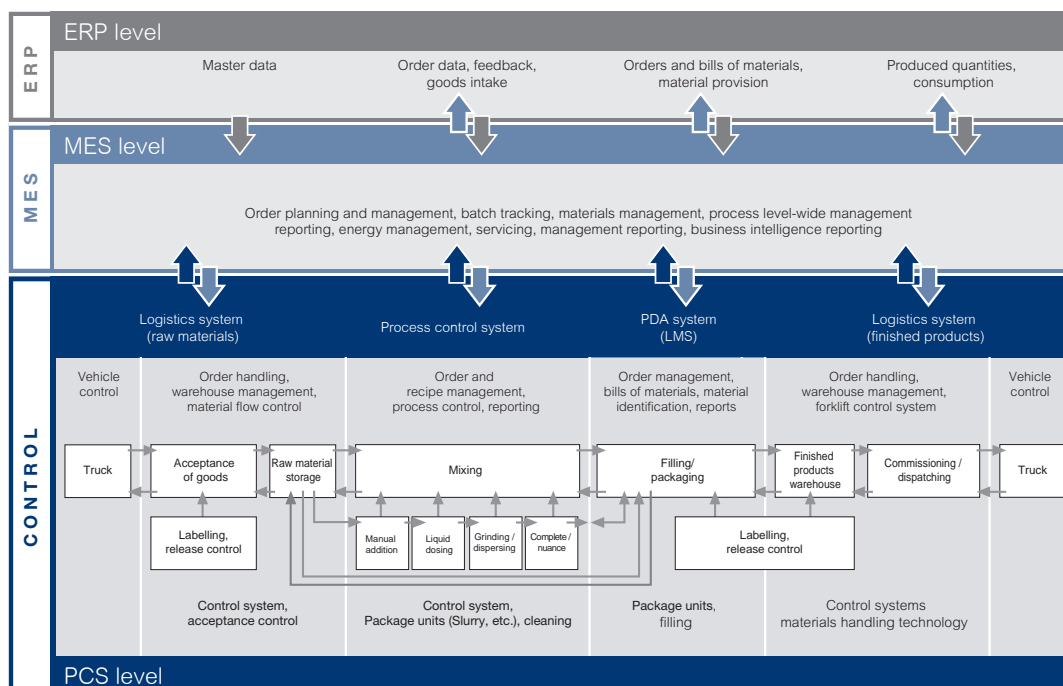 ERP
ERP level
Master data
Order data, feedback,
goods intake
Orders and bills of materials,
material provision
Produced quantities,
consumption
MES
MES level
Order planning and management, batch tracking, materials management, process level-wide management
reporting, energy management, servicing, management reporting, business intelligence reporting
CONTROL
Logistics system
(raw materials)
Process control system
PDA system
(LMS)
Logistics system
(finished products)
Vehicle
control
Order handling,
warehouse management,
material flow control
Order and
recipe management,
process control, reporting
Order management,
bills of materials, material
identification, reports
Order handling,
warehouse management,
forklift control system
Vehicle
control
Truck
Acceptance
of goods
Raw material
storage
Mixing
Filling/
packaging
Finished
products
warehouse
Commissioning /
dispatching
Truck
Labelling,
release control
Manual
addition
Liquid
dosing
Grinding /
dispersing
Complete /
nuance
Labelling,
release control
Control system,
acceptance control
Control system,
Package units (Slurry, etc.), cleaning
Package units,
filling
Control systems
materials handling technology
PCS level